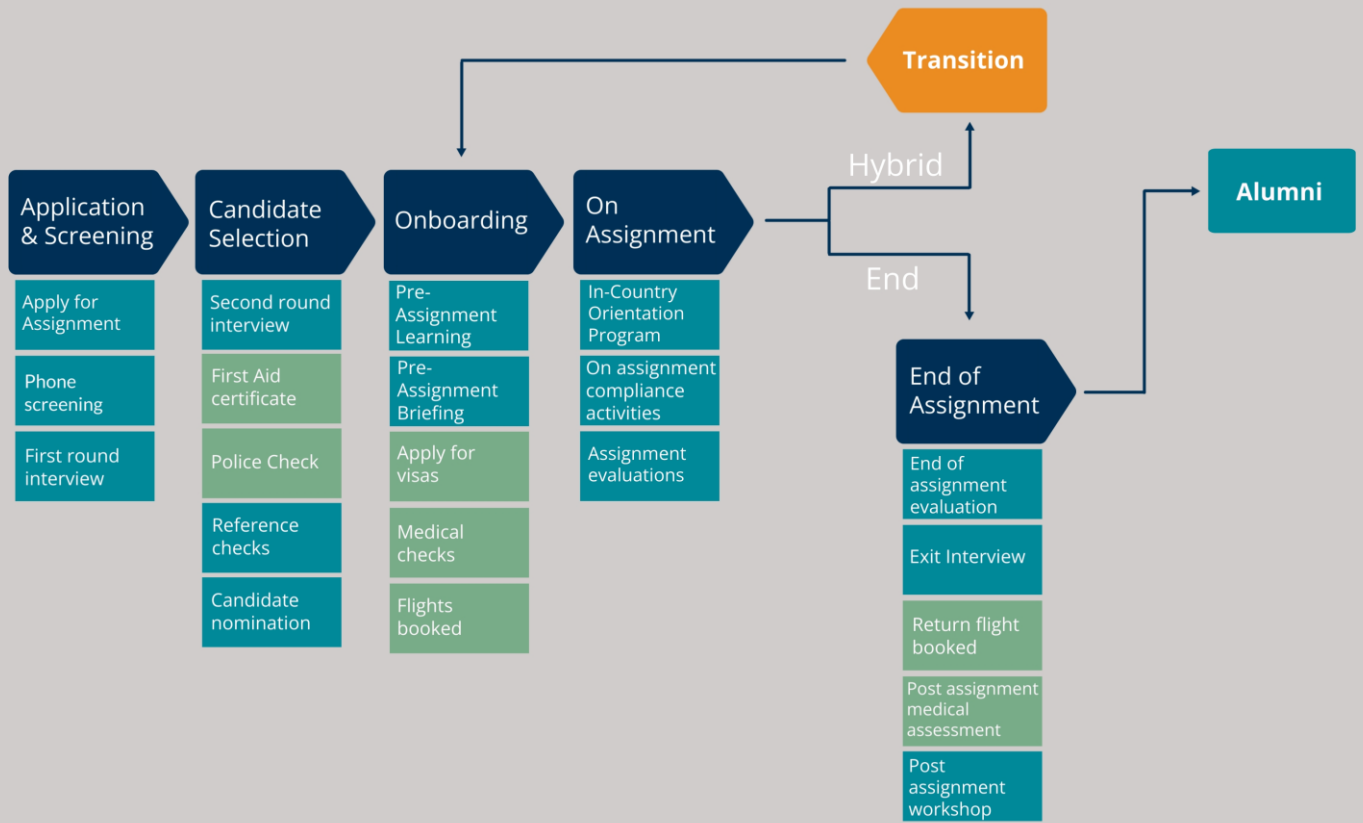 Transition
Hybrid
Alumni
Application
& Screening
Candidate
Selection
Onboarding
On
Assignment
End
Apply for
Assignment
Phone
screening
First round
interview
Second round
interview
First Aid
certificate
Police Check
Reference
checks
Candidate
nomination
Pre-
Assignment
Learning
Pre-
Assignment
Briefing
Apply for
visas
Medical
checks
Flights
booked
In-Country
Orientation
Program
On assignment
compliance
activities
Assignment
evaluations
End of
Assignment
End of
assignment
evaluation
Exit Interview
Return flight
booked
Post assignment
medical
assessment
Post
assignment
workshop